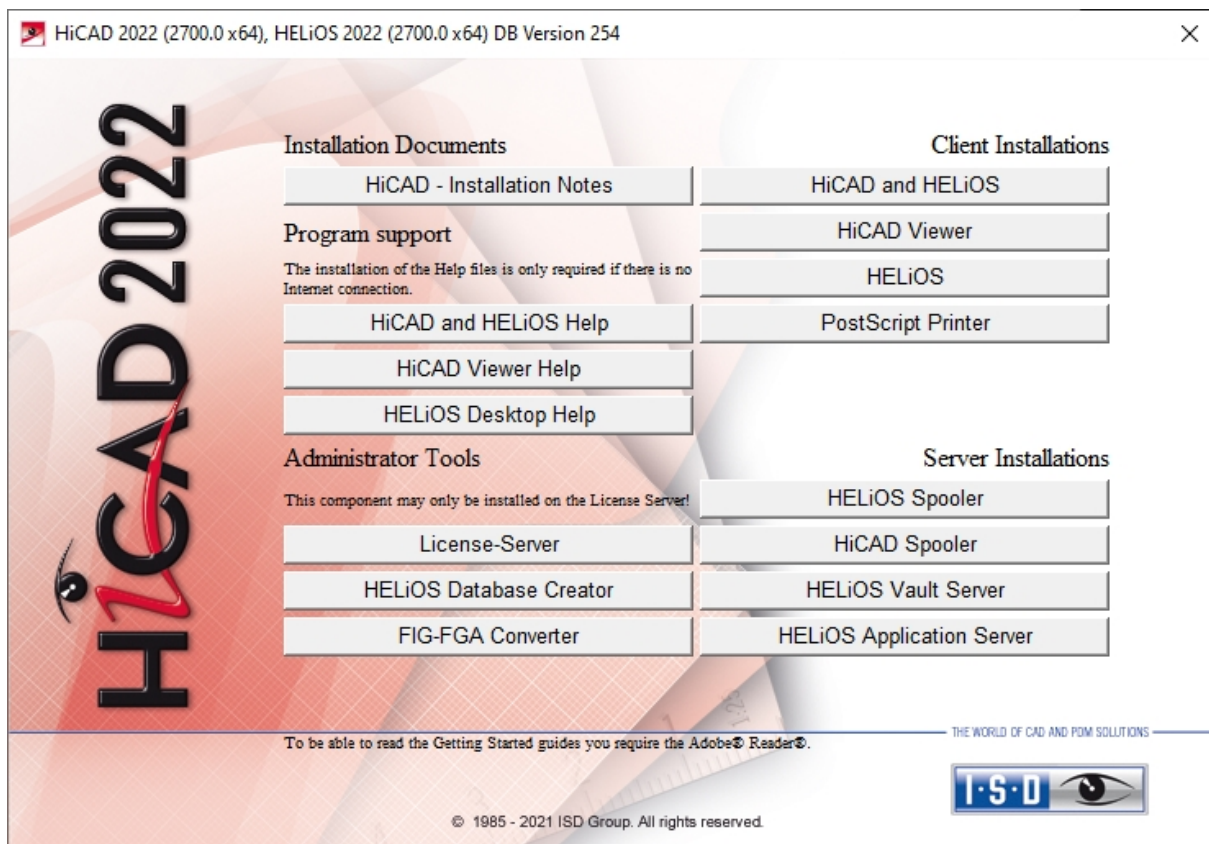 HiCAD 2022 (2700.0 x64), HELiOS 2022 (2700.0 x64) DB Version 254
HiCAD 2022
Installation Documents
HiCAD - Installation Notes
Program support
The installation of the Help files is only required if there is no
Internet connection.
HiCAD and HELiOS Help
HiCAD Viewer Help
HELiOS Desktop Help
Administrator Tools
This component may only be installed on the License Server!
License-Server
HELiOS Database Creator
FIG-FGA Converter
Client Installations
HiCAD and HELiOS
HiCAD Viewer
HELiOS
PostScript Printer
Server Installations
HELiOS Spooler
HiCAD Spooler
HELiOS Vault Server
HELiOS Application Server
1:25
To be able to read the Getting Started guides you require the Adobe® Reader®.
THE WORLD OF CAD AND PDM SOLUTIONS
I·S·D
© 1985 - 2021 ISD Group. All rights reserved.